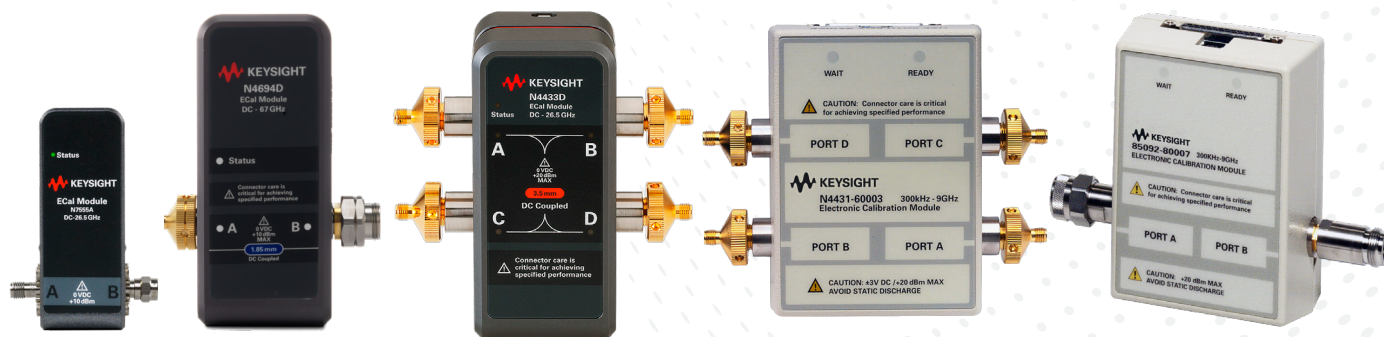 Status
KEYSIGHT
ECal Module
N7555A
DC-26.5 GHz
A
B
0 VDC
+10 dBm
KEYSIGHT
N4694D
ECal Module
DC - 67 GHz
Status
Connector care is
critical for achieving
specified performance
A
B
0 VDC
+10 dBm
MAX
1.85 mm
DC Coupled
KEYSIGHT
N4433D
ECal Module
DC - 26.5 GHz
Status
A
B
0 VDC
+20 dBm
MAX
3.5 mm
DC Coupled
C
D
Connector care is
critical for achieving
specified performance
WAIT
READY
CAUTION: Connector care is critical
for achieving specified performance
PORT D
PORT C
KEYSIGHT
N4431-60003 300kHz - 9GHz
Electronic Calibration Module
PORT B
PORT A
CAUTION: ±3V DC /+20 dBm MAX
AVOID STATIC DISCHARGE
WAIT
READY
KEYSIGHT
85092-80007 300KHz-9GHz
ELECTRONIC CALIBRATION MODULE
CAUTION: Connector care is critical
for achieving specified performance
PORT A
PORT B
CAUTION: +20 dBm MAX
AVOID STATIC DISCHARGE